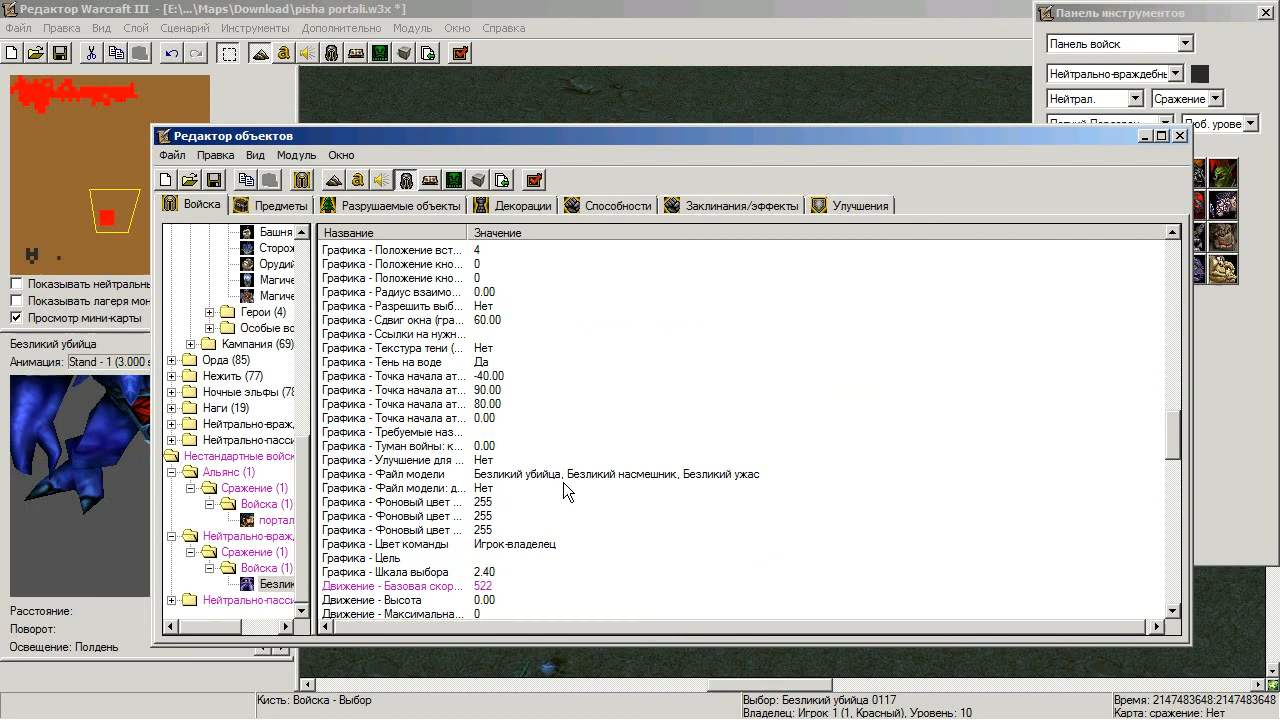 Редактор Warcraft III - [E:\...\Maps\Download\pisha portali.w3x *]
Файл Правка Вид Слой Сценарий Инструменты Дополнительно Модуль Окно Справка
Панель инструментов
Панель войск
Нейтрально-враждебнь
Нейтрал. Сражение
Люб. урове
Показывать нейтральнь
Показывать лагеря мон
Просмотр мини-карты
Безликий убийца
Анимация: Stand - 1 (3.000 s
Расстояние:
Поворот:
Освещение: Полдень
Редактор объектов
Файл Правка Вид Модуль Окно
Войска Предметы Разрушаемые объекты Декорации Способности Заклинания/эффекты Улучшения
Башня
Сторож
Орудий
Магиче
Магиче
Герои (4)
Особые во
Кампания (69)
Орда (85)
Нежить (77)
Ночные эльфы (78
Наги (19)
Нейтрально-вражд
Нейтрально-пасси
Нестандартные войск
Альянс (1)
Сражение (1)
Войска (1)
портал
Нейтрально-вражд
Сражение (1)
Войска (1)
Безлик
Нейтрально-пасси
Название Значение
Графика - Положение вст... 4
Графика - Положение кно... 0
Графика - Положение кно... 0
Графика - Радиус взаимо... 0.00
Графика - Разрешить выб... Нет
Графика - Сдвиг окна (гра... 60.00
Графика - Ссылки на нужн...
Графика - Текстура тени (... Нет
Графика - Тень на воде Да
Графика - Точка начала ат... -40.00
Графика - Точка начала ат... 90.00
Графика - Точка начала ат... 80.00
Графика - Точка начала ат... 0.00
Графика - Требуемые наз...
Графика - Туман войны: к... 0.00
Графика - Улучшение для ... Нет
Графика - Файл модели Безликий убийца, Безликий насмешник, Безликий ужас
Графика - Файл модели: д... Нет
Графика - Фоновый цвет ... 255
Графика - Фоновый цвет ... 255
Графика - Фоновый цвет ... 255
Графика - Цвет команды Игрок-владелец
Графика - Цель
Графика - Шкала выбора 2.40
Движение - Базовая скор... 522
Движение - Высота 0.00
Движение - Максимальна... 0
Кисть: Войска - Выбор
Выбор: Безликий убийца 0117
Владелец: Игрок 1 (1, Красный), Уровень: 10
Время: 2147483648:2147483648
Карта: сражение: Нет